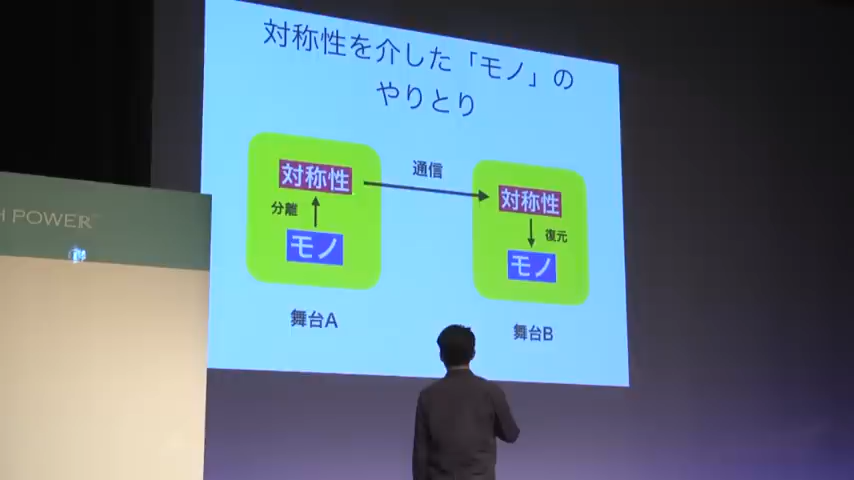 対称性を介した「モノ」の
やりとり
対称性
通信
対称性
分離
復元
モノ
モノ
舞台A
舞台B
H POWER